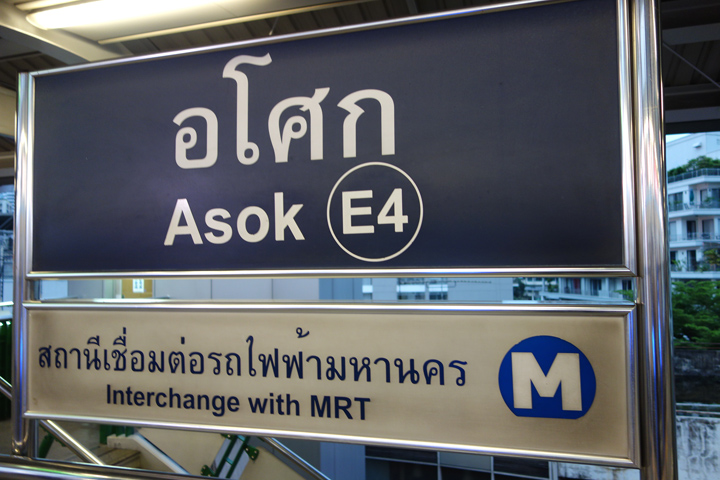 อโศก
Asok E4
สถานีเชื่อมต่อรถไฟฟ้ามหานคร
Interchange with MRT
M